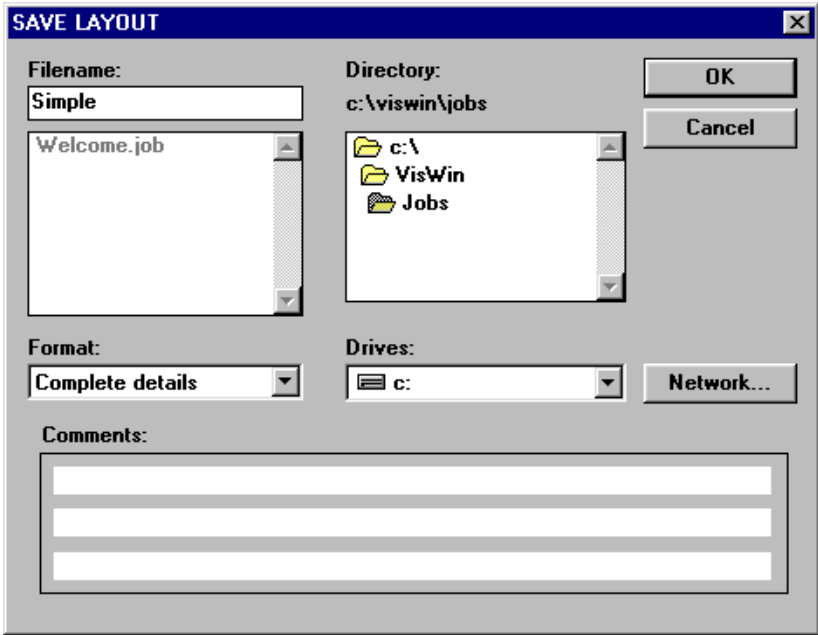 SAVE LAYOUT
Filename:
Simple
Welcome.job
Directory:
c:\viswin\jobs
c:\
VisWin
Jobs
OK
Cancel
Format:
Complete details
Drives:
c:
Network...
Comments: